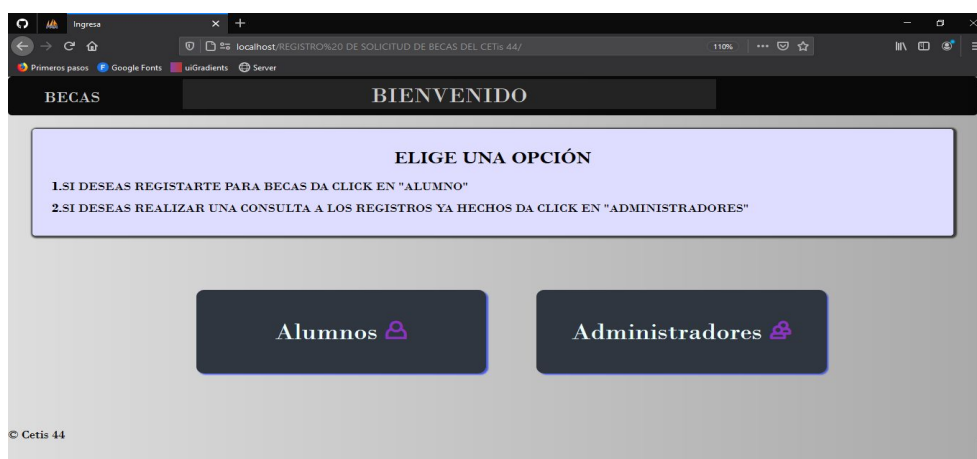 Ingresa
localhost/REGISTRO%20 DE SOLICITUD DE BECAS DEL CETis 44/
110%
Primeros pasos
Google Fonts
uiGradients
Server
BECAS
BIENVENIDO
ELIGE UNA OPCIÓN
1.SI DESEAS REGISTARTE PARA BECAS DA CLICK EN "ALUMNO"
2.SI DESEAS REALIZAR UNA CONSULTA A LOS REGISTROS YA HECHOS DA CLICK EN "ADMINISTRADORES"
Alumnos
Administradores
© Cetis 44